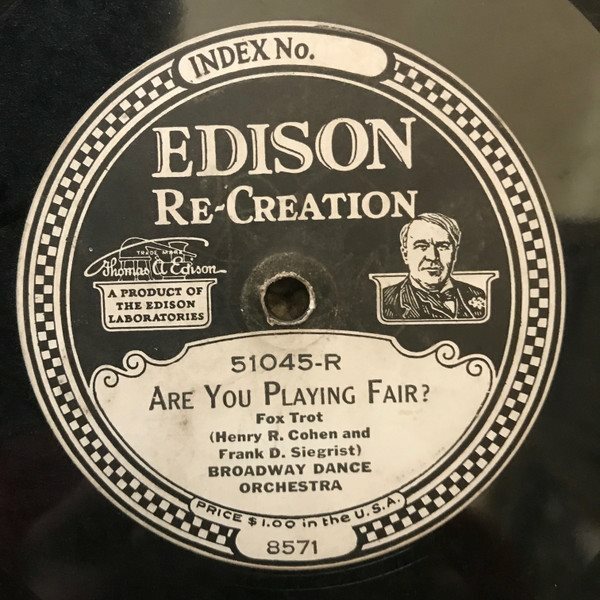 INDEX No.
EDISON
RE-CREATION
TRADE MARK
Thomas A Edison
A PRODUCT OF
THE EDISON
LABORATORIES
51045-R
ARE YOU PLAYING FAIR?
Fox Trot
(Henry R. Cohen and
Frank D. Siegrist)
BROADWAY DANCE
ORCHESTRA
PRICE $1.00 in the U.S.A.
8571